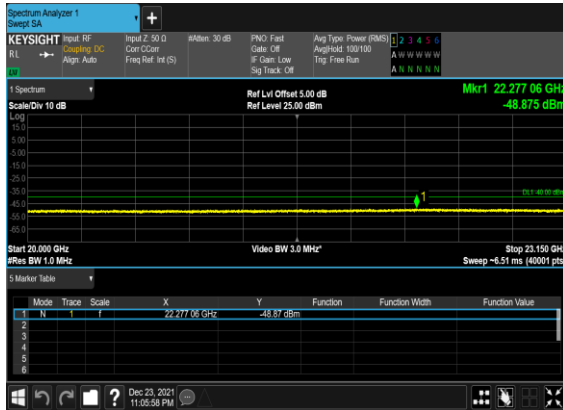 Spectrum Analyzer 1
Swept SA
+
KEYSIGHT Input: RF Input Z: 50 Ω #Atten: 30 dB PNO: Fast Avg Type: Power (RMS) 1 2 3 4 5 6
RL Coupling: DC Corr CCorr Gate: Off Avg|Hold: 100/100 A W W W W W
Align: Auto Freq Ref: Int (S) IF Gain: Low Trig: Free Run
Sig Track: Off A N N N N N
1 Spectrum Ref Lvl Offset 5.00 dB Mkr1 22.277 06 GHz
Scale/Div 10 dB Ref Level 25.00 dBm -48.875 dBm
Log
15.0
5.00
-5.00
-15.0
-25.0
-35.0
DL1 -40.00 dBm
1
-45.0
-55.0
-65.0
Start 20.000 GHz Video BW 3.0 MHz* Stop 23.150 GHz
#Res BW 1.0 MHz Sweep ~6.51 ms (40001 pts)
5 Marker Table
Mode Trace Scale X Y Function Function Width Function Value
1 N 1 f 22.277 06 GHz -48.87 dBm
2
3
4
5
6
? Dec 23, 2021
11:05:58 PM